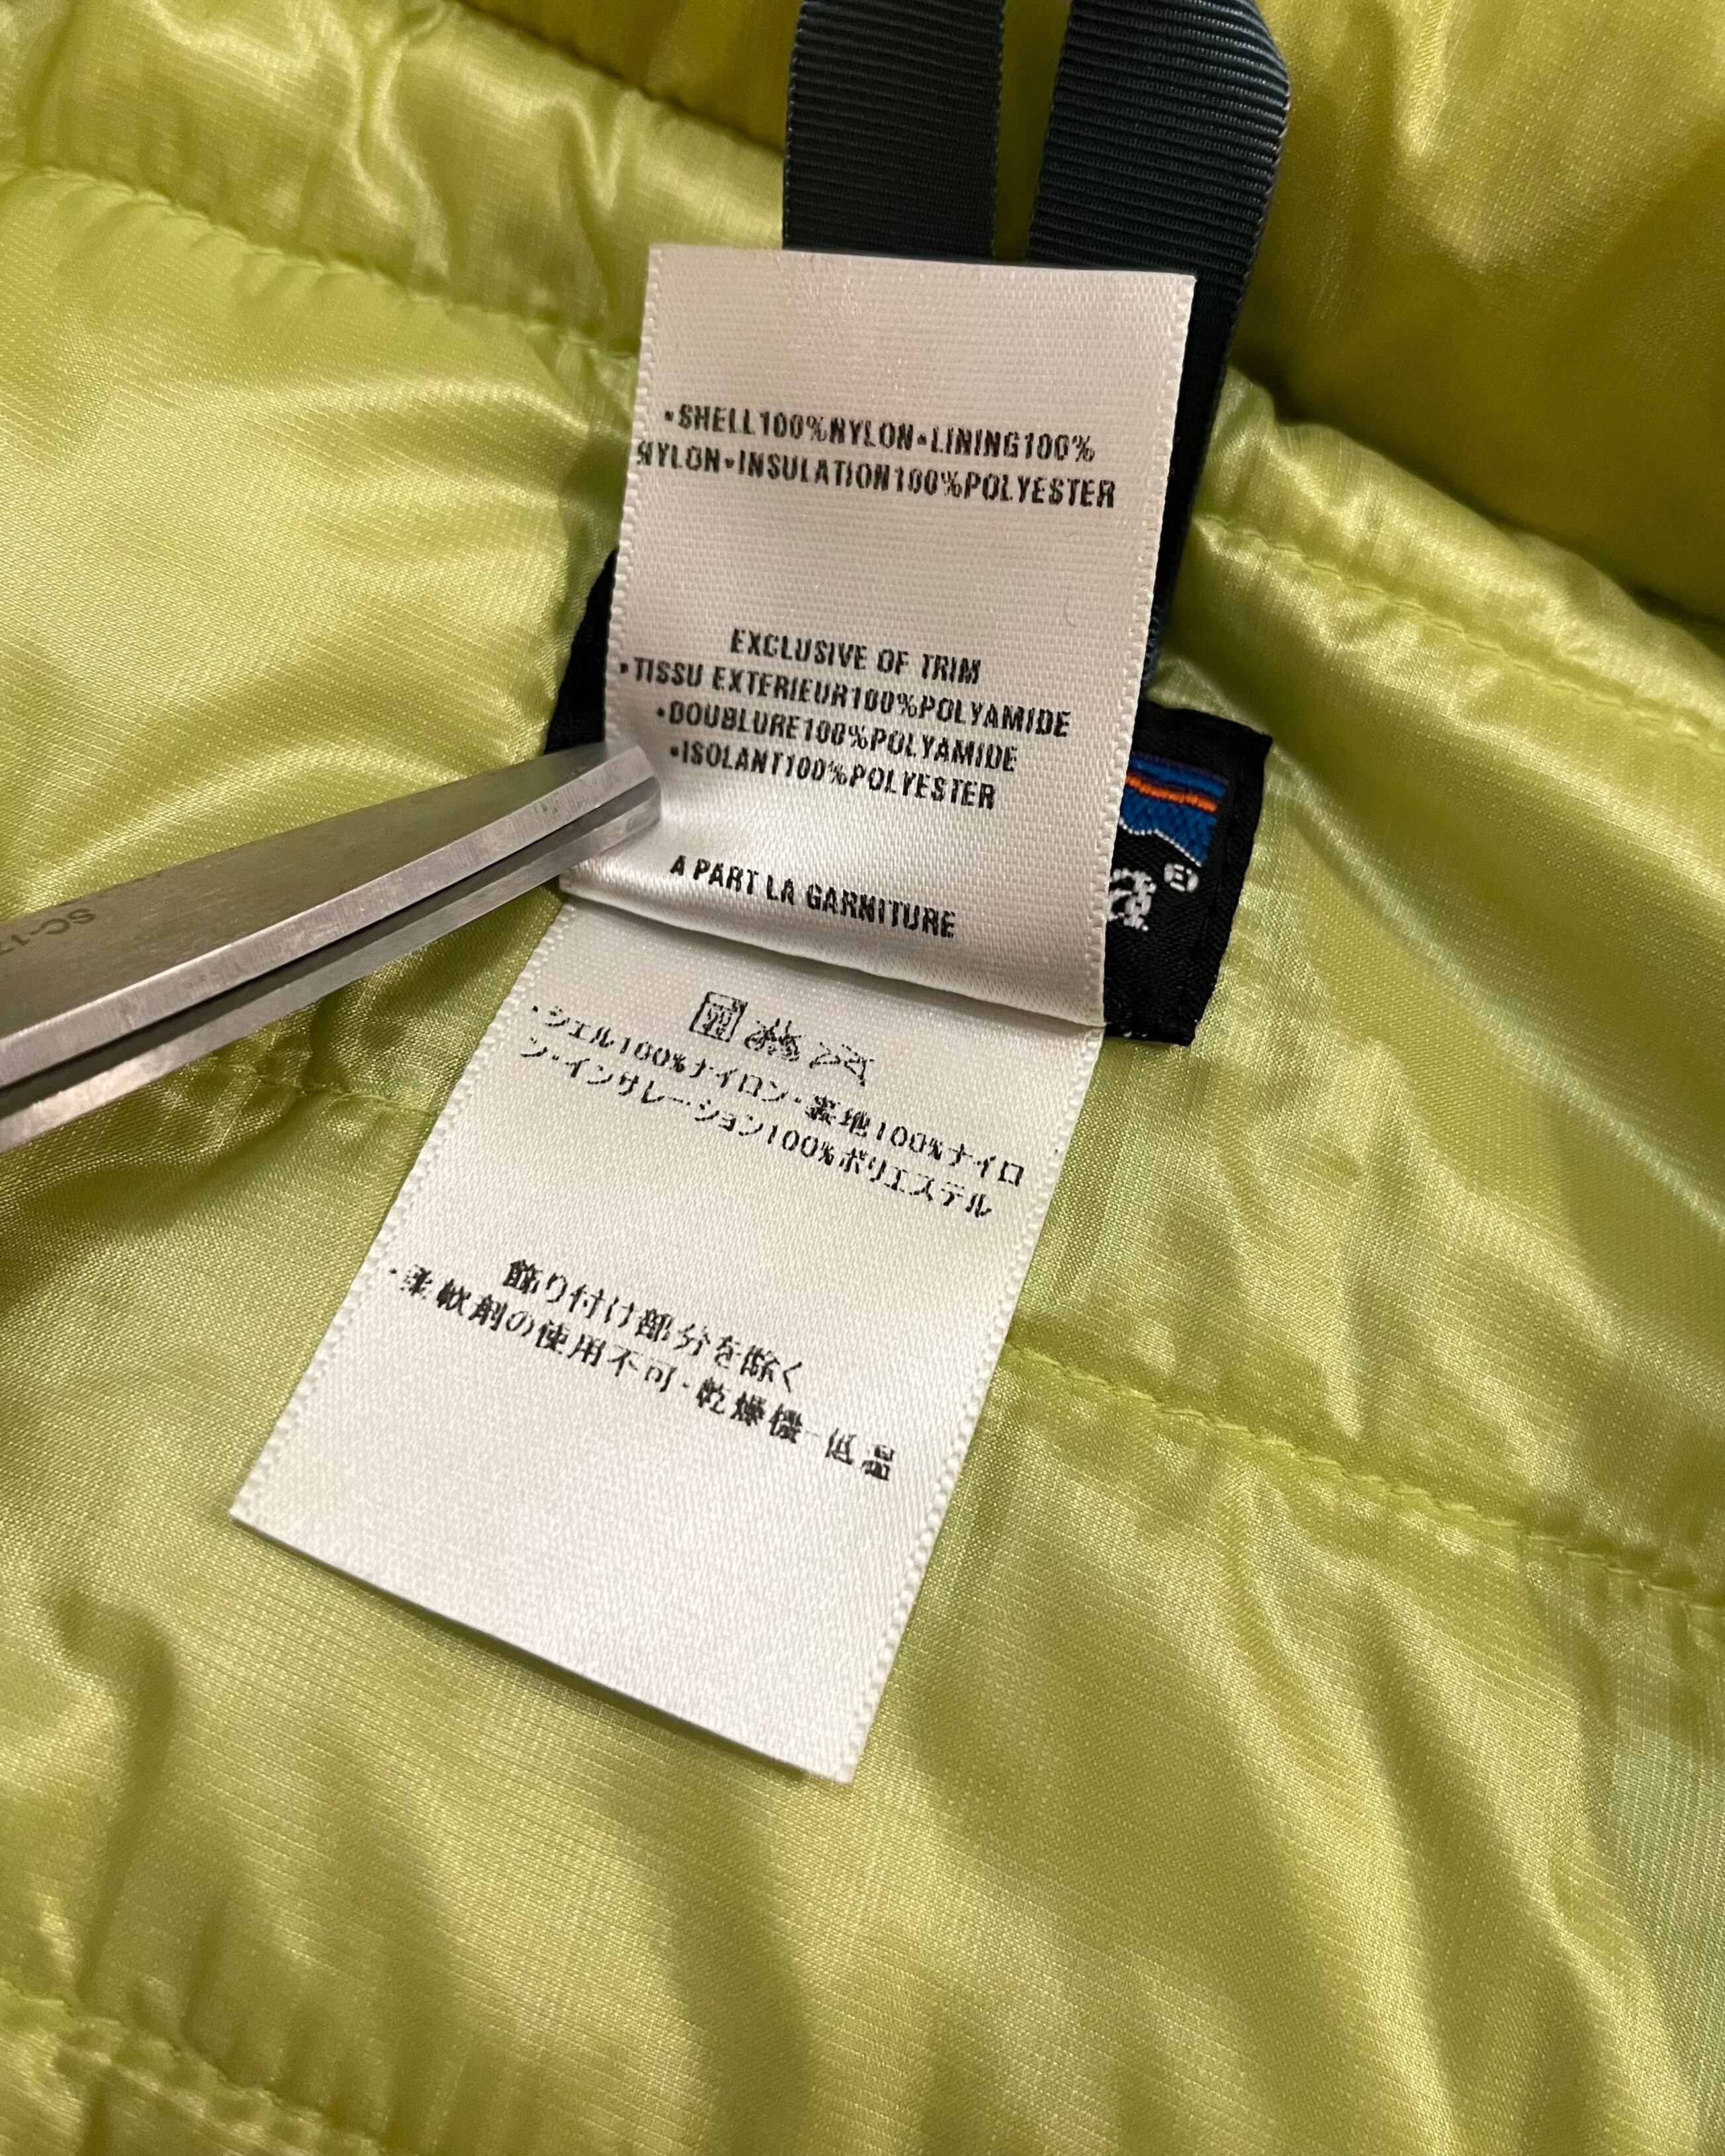 •SHELL100%NYLON•LINING100%
NYLON•INSULATION100%POLYESTER
EXCLUSIVE OF TRIM
•TISSU EXTERIEUR100%POLYAMIDE
•DOUBLURE100%POLYAMIDE
•ISOLANT100%POLYESTER
A PART LA GARNITURE
・シェル100%ナイロン・裏地100%ナイロ
ン・インサレーション100%ポリエステル
飾り付け部分を除く
・柔軟剤の使用不可・乾燥機-低品
SC-17